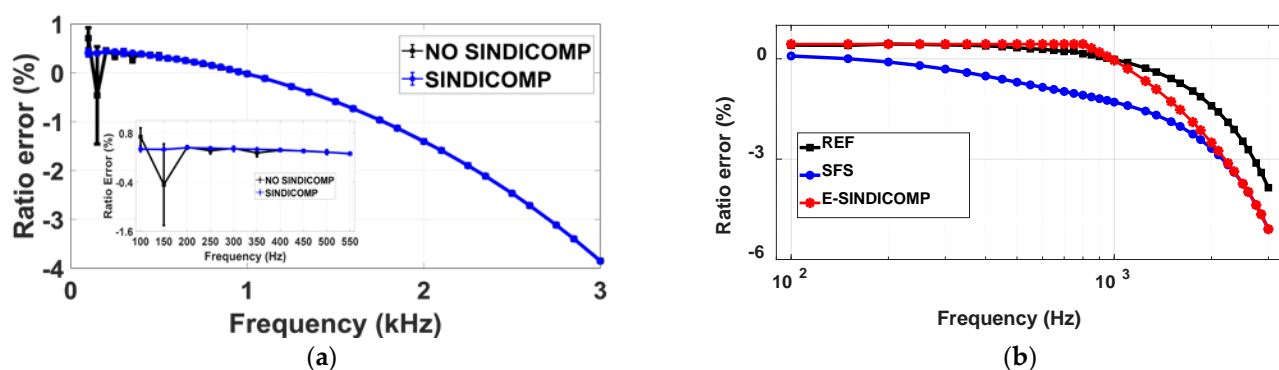 Ratio error (%)
1
0
-1
-2
-3
-4
NO SINDICOMP
SINDICOMP
Ratio Error (%)
0.8
-0.4
-1.6
NO SINDICOMP
SINDICOMP
100 150 200 250 300 350 400 450 500 550
Frequency (Hz)
0 1 2 3
Frequency (kHz)
(a)
Ratio error (%)
0
-3
-6
REF
SFS
E-SINDICOMP
10 2 10 3
Frequency (Hz)
(b)